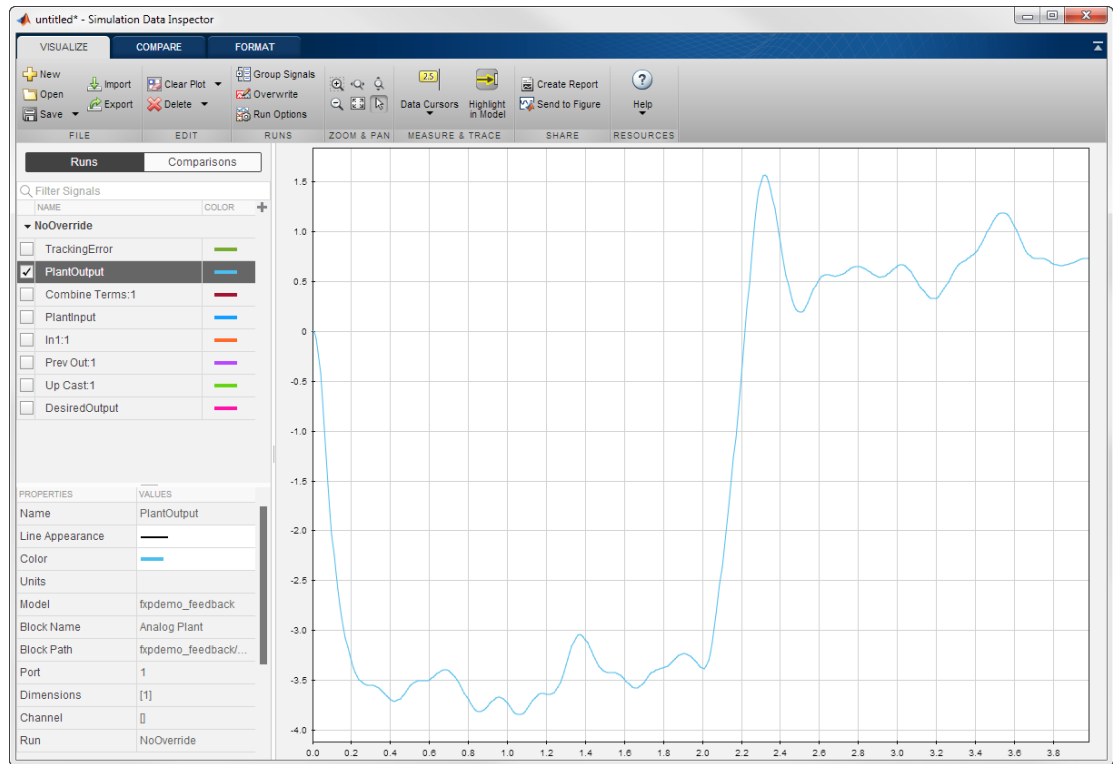 untitled* - Simulation Data Inspector
VISUALIZE COMPARE FORMAT
New
Open
Save
Import
Export
FILE
Clear Plot
Delete
EDIT
Group Signals
Overwrite
Run Options
RUNS
ZOOM & PAN
2.5
Data Cursors
Highlight
in Model
MEASURE & TRACE
Create Report
Send to Figure
SHARE
?
Help
RESOURCES
Runs Comparisons
Filter Signals
NAME COLOR
NoOverride
TrackingError
PlantOutput
Combine Terms:1
PlantInput
In1:1
Prev Out:1
Up Cast:1
DesiredOutput
PROPERTIES VALUES
Name PlantOutput
Line Appearance
Color
Units
Model fxpdemo_feedback
Block Name Analog Plant
Block Path fxpdemo_feedback/...
Port 1
Dimensions [1]
Channel []
Run NoOverride
1.5
1.0
0.5
0
-0.5
-1.0
-1.5
-2.0
-2.5
-3.0
-3.5
-4.0
0.0 0.2 0.4 0.6 0.8 1.0 1.2 1.4 1.6 1.8 2.0 2.2 2.4 2.6 2.8 3.0 3.2 3.4 3.6 3.8